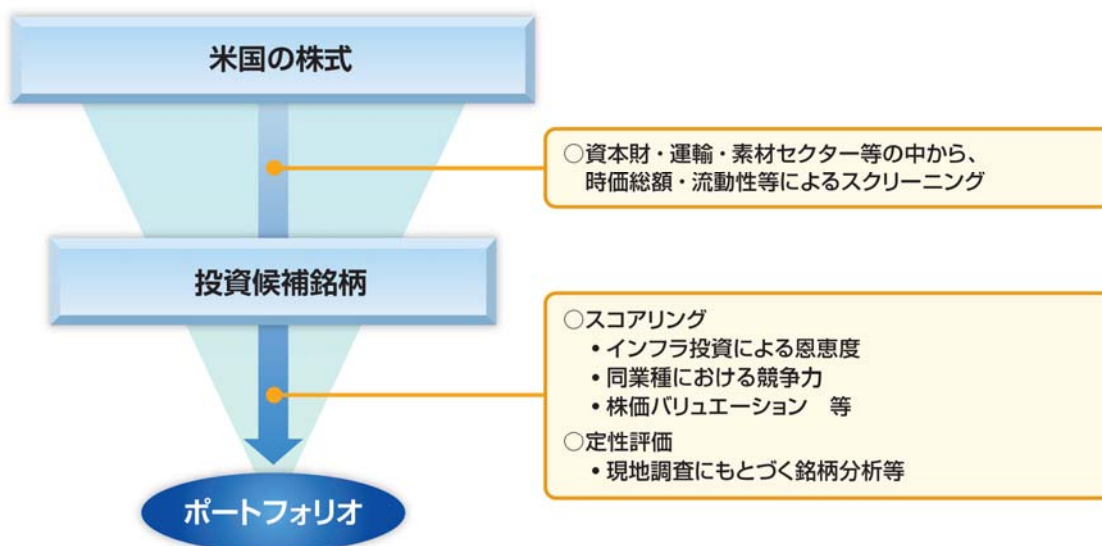 米国の株式
○資本財・運輸・素材セクター等の中から、
時価総額・流動性等によるスクリーニング
投資候補銘柄
○スコアリング
• インフラ投資による恩恵度
• 同業種における競争力
• 株価バリュエーション　等
○定性評価
• 現地調査にもとづく銘柄分析等
ポートフォリオ